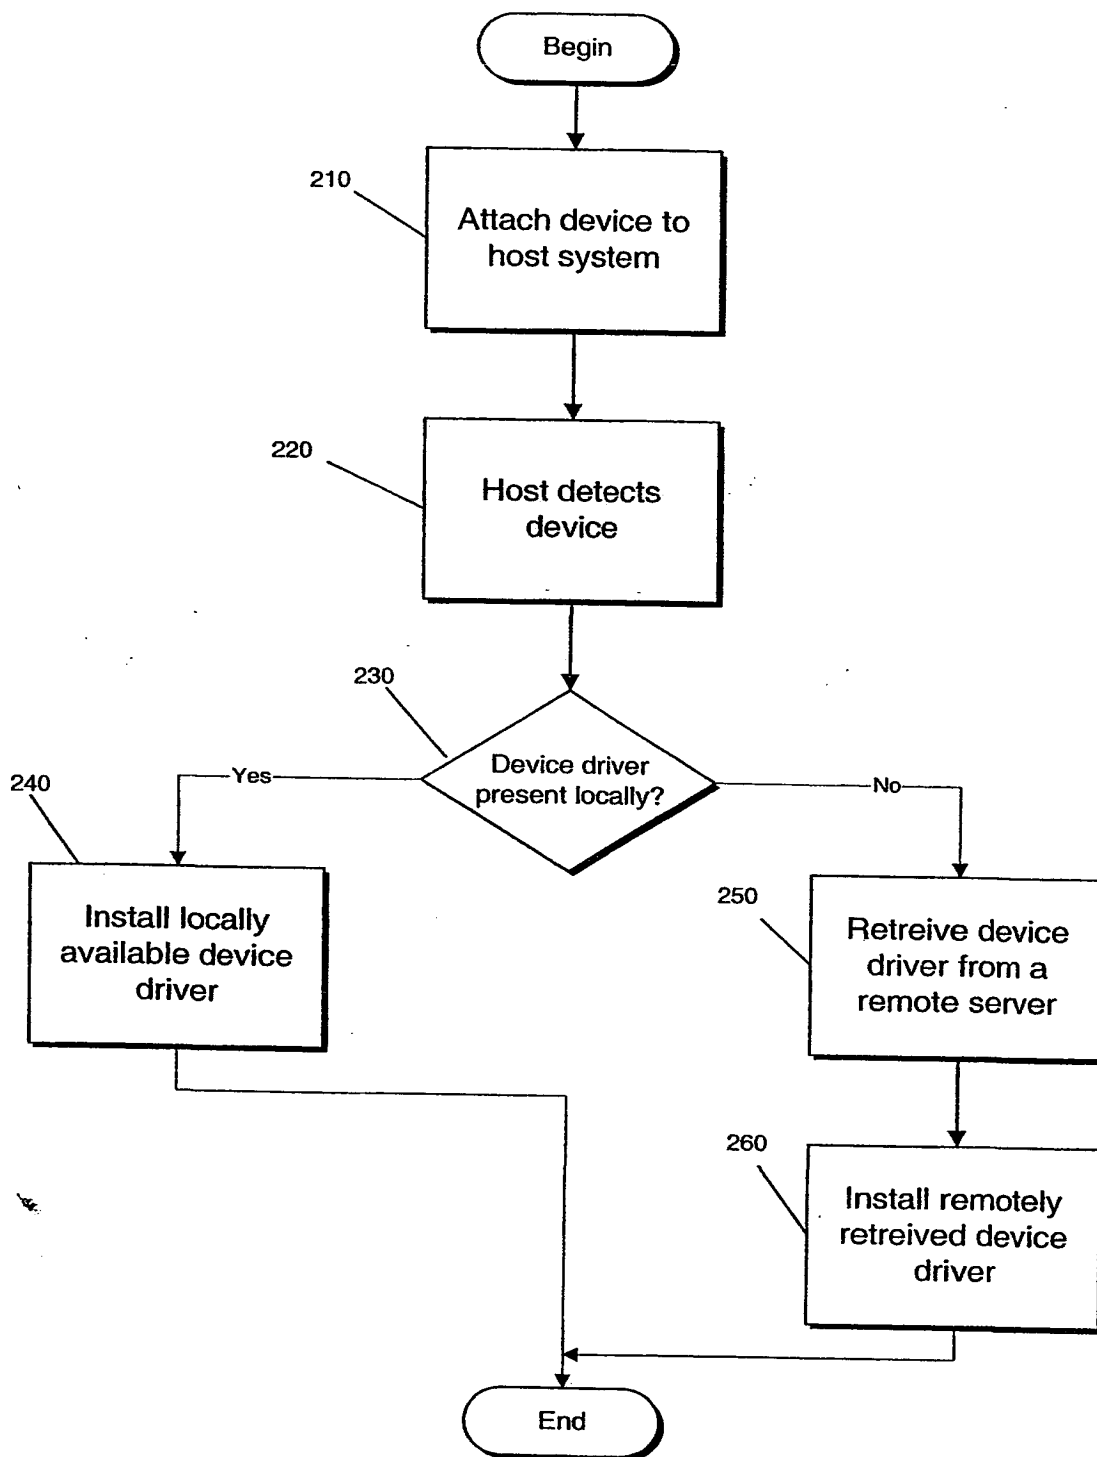 Begin
210
Attach device to
host system
220
Host detects
device
230
Device driver
present locally?
Yes
No
240
Install locally
available device
driver
250
Retreive device
driver from a
remote server
260
Install remotely
retreived device
driver
End